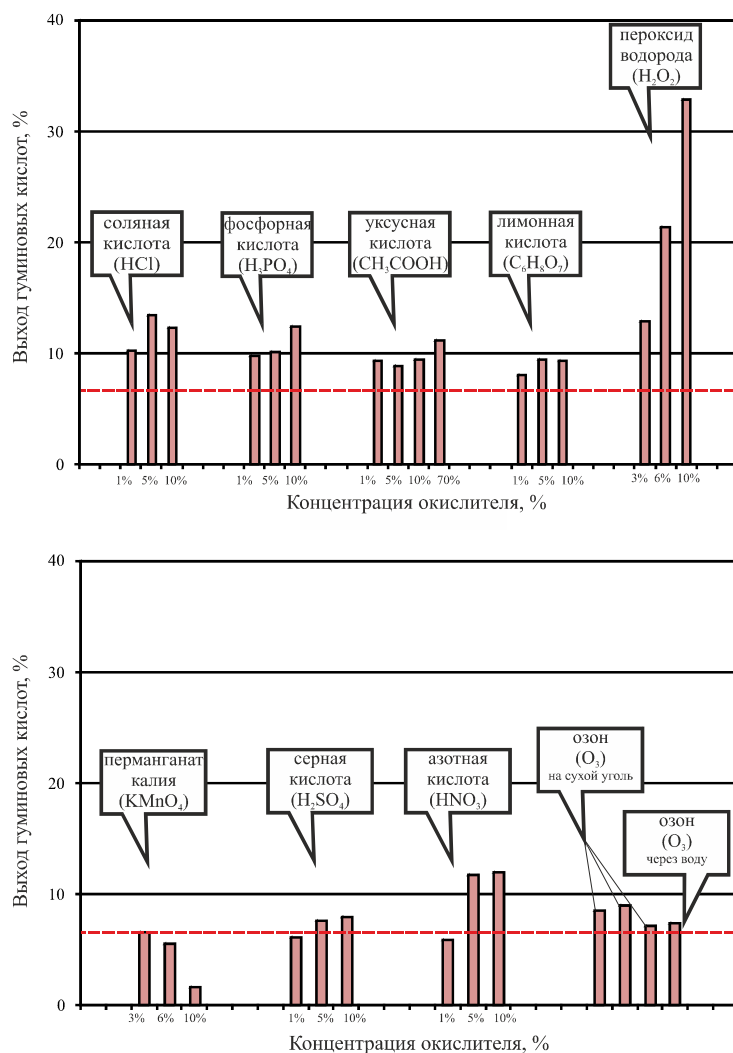 40
30
20
10
0
Выход гуминовых кислот, %
соляная
кислота
(HCl)
фосфорная
кислота
(H₃PO₄)
уксусная
кислота
(CH₃COOH)
лимонная
кислота
(C₆H₈O₇)
пероксид
водорода
(H₂O₂)
1% 5% 10%
1% 5% 10%
1% 5% 10% 70%
1% 5% 10%
3% 6% 10%
Концентрация окислителя, %
40
30
20
10
0
Выход гуминовых кислот, %
перманганат
калия
(KMnO₄)
серная
кислота
(H₂SO₄)
азотная
кислота
(HNO₃)
озон
(O₃)
на сухой уголь
озон
(O₃)
через воду
3% 6% 10%
1% 5% 10%
1% 5% 10%
Концентрация окислителя, %